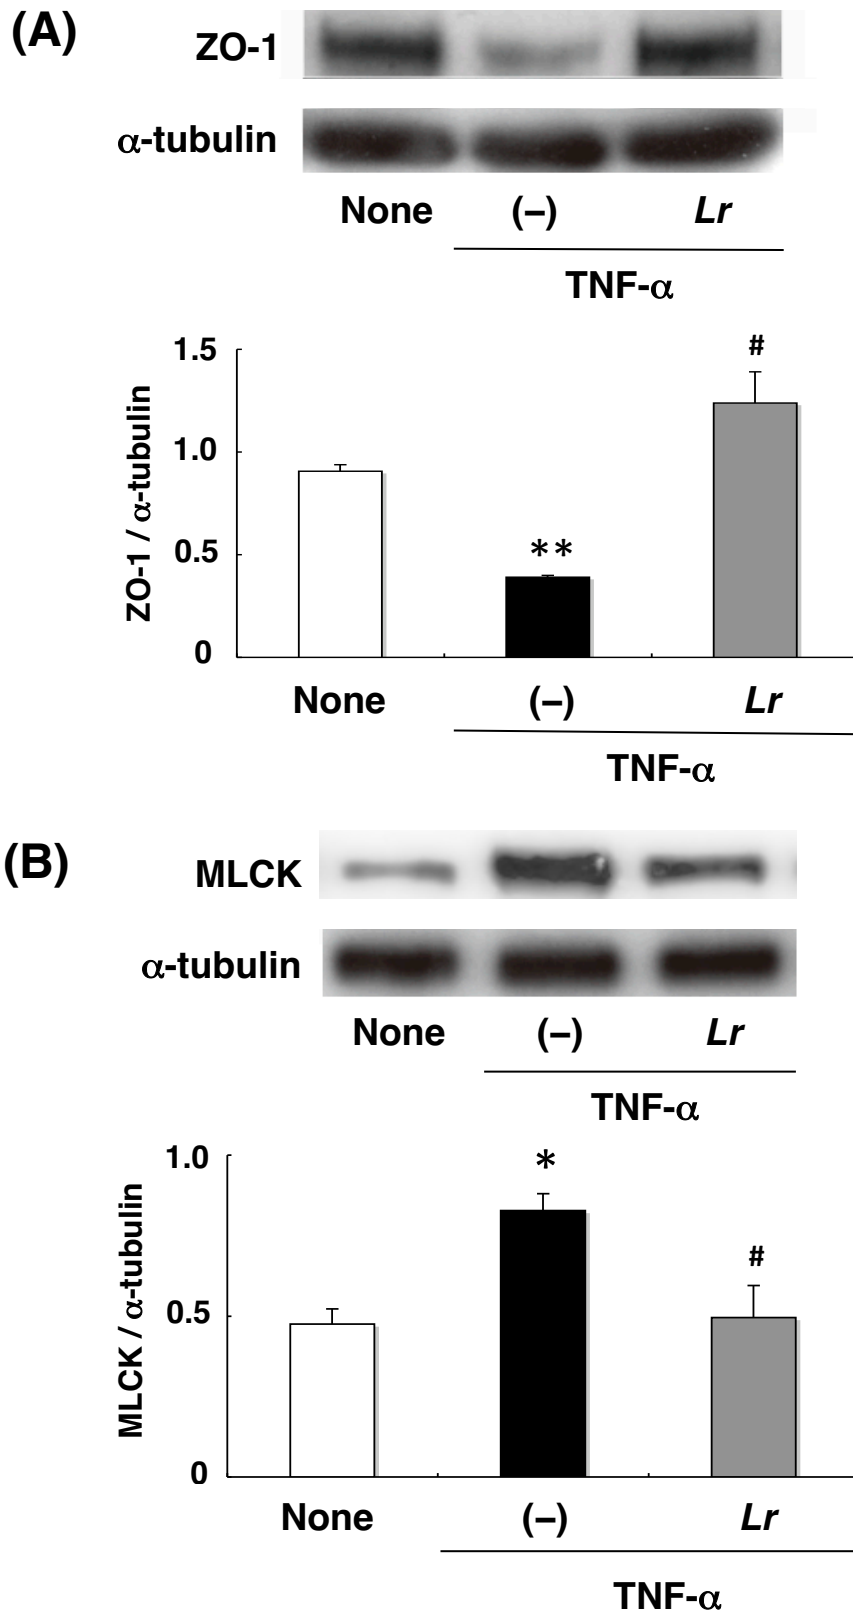 (A)
ZO-1
α-tubulin
None (–) Lr
TNF-α
#
1.5
1.0
**
0.5
0
ZO-1 / α-tubulin
None (–) Lr
TNF-α
(B)
MLCK
α-tubulin
None (–) Lr
TNF-α
1.0
*
#
0.5
0
MLCK / α-tubulin
None (–) Lr
TNF-α